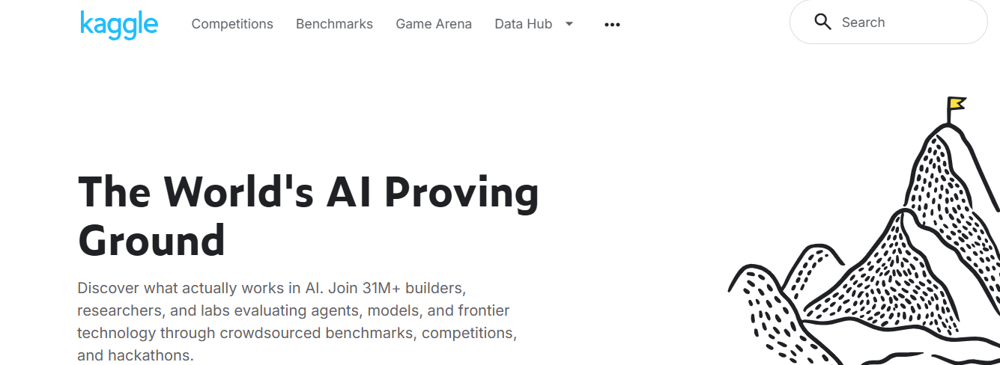 kaggle Competitions Benchmarks Game Arena Data Hub Search
The World's AI Proving
Ground
Discover what actually works in AI. Join 31M+ builders,
researchers, and labs evaluating agents, models, and frontier
technology through crowdsourced benchmarks, competitions,
and hackathons.